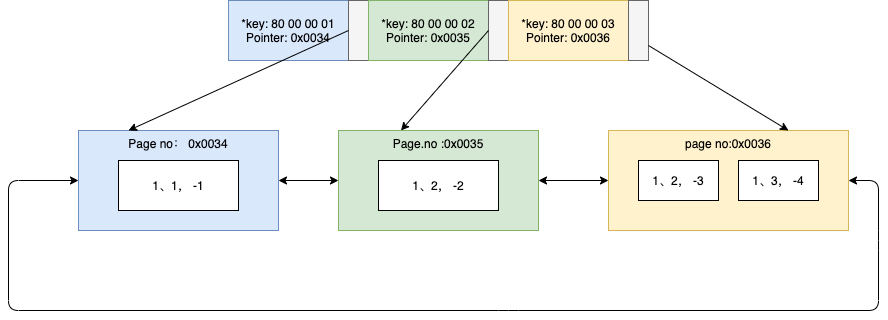 *key: 80 00 00 01
Pointer: 0x0034
*key: 80 00 00 02
Pointer: 0x0035
*key: 80 00 00 03
Pointer: 0x0036
Page no： 0x0034
1、1， -1
Page.no :0x0035
1、2， -2
page no:0x0036
1、2， -3
1、3， -4